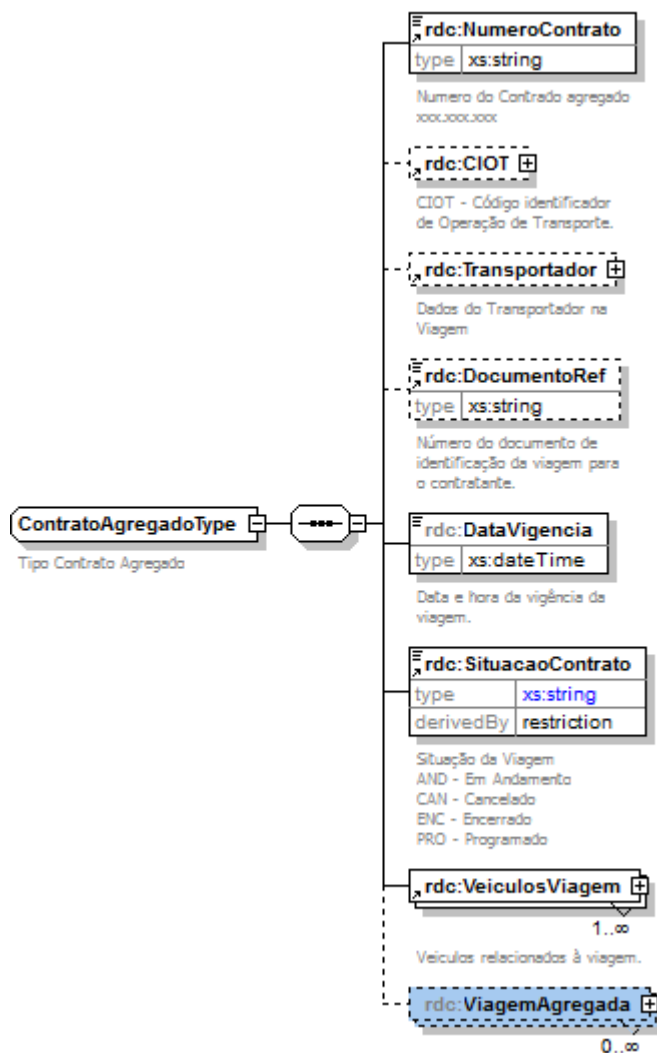 rdc:NumeroContrato
type xs:string
Numero do Contrado agregado
xxx.xxx.xxx
rdc:CIOT
CIOT - Código identificador
de Operação de Transporte.
rdc:Transportador
Dados do Transportador na
Viagem
rdc:DocumentoRef
type xs:string
Número do documento de
identificação da viagem para
o contratante.
ContratoAgregadoType
Tipo Contrato Agregado
rdc:DataVigencia
type xs:dateTime
Data e hora da vigência da
viagem.
rdc:SituacaoContrato
type xs:string
derivedBy restriction
Situação da Viagem
AND - Em Andamento
CAN - Cancelado
ENC - Encerrado
PRO - Programado
rdc:VeiculosViagem
1..∞
Veiculos relacionados à viagem.
rdc:ViagemAgregada
0..∞